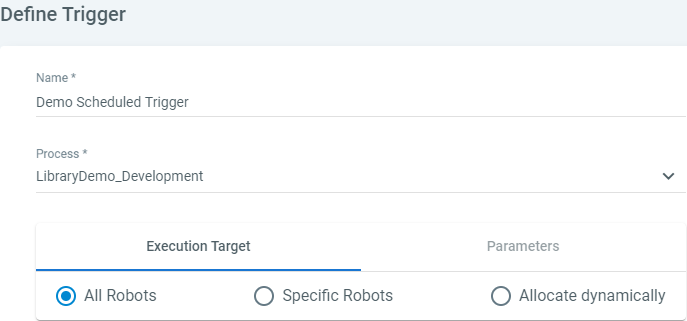 Define Trigger
Name *
Demo Scheduled Trigger
Process *
LibraryDemo_Development
Execution Target Parameters
All Robots Specific Robots Allocate dynamically